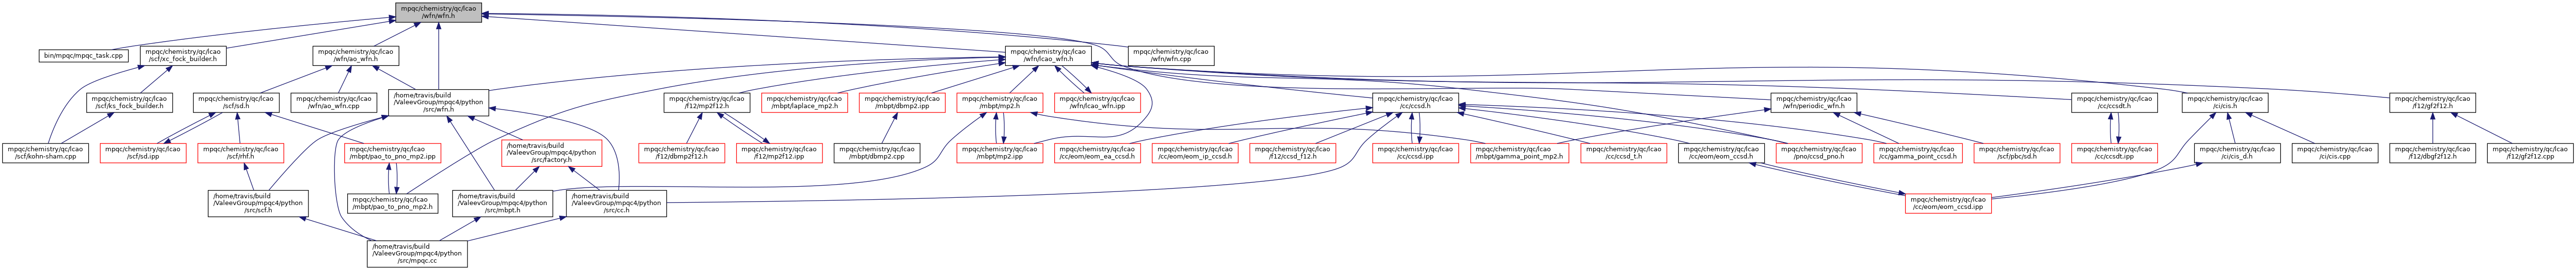 mpqc/chemistry/qc/lcao
/wfn/wfn.h
bin/mpqc/mpqc_task.cpp
mpqc/chemistry/qc/lcao
/scf/xc_fock_builder.h
mpqc/chemistry/qc/lcao
/wfn/ao_wfn.h
mpqc/chemistry/qc/lcao
/wfn/lcao_wfn.h
mpqc/chemistry/qc/lcao
/wfn/wfn.cpp
mpqc/chemistry/qc/lcao
/scf/ks_fock_builder.h
mpqc/chemistry/qc/lcao
/scf/sd.h
mpqc/chemistry/qc/lcao
/wfn/ao_wfn.cpp
/home/travis/build
/ValeevGroup/mpqc4/python
/src/wfn.h
mpqc/chemistry/qc/lcao
/f12/mp2f12.h
mpqc/chemistry/qc/lcao
/mbpt/laplace_mp2.h
mpqc/chemistry/qc/lcao
/mbpt/dbmp2.ipp
mpqc/chemistry/qc/lcao
/mbpt/mp2.h
mpqc/chemistry/qc/lcao
/wfn/lcao_wfn.ipp
mpqc/chemistry/qc/lcao
/cc/ccsd.h
mpqc/chemistry/qc/lcao
/wfn/periodic_wfn.h
mpqc/chemistry/qc/lcao
/cc/ccsdt.h
mpqc/chemistry/qc/lcao
/ci/cis.h
mpqc/chemistry/qc/lcao
/f12/gf2f12.h
mpqc/chemistry/qc/lcao
/scf/kohn-sham.cpp
mpqc/chemistry/qc/lcao
/scf/sd.ipp
mpqc/chemistry/qc/lcao
/scf/rhf.h
mpqc/chemistry/qc/lcao
/mbpt/pao_to_pno_mp2.ipp
/home/travis/build
/ValeevGroup/mpqc4/python
/src/factory.h
mpqc/chemistry/qc/lcao
/f12/dbmp2f12.h
mpqc/chemistry/qc/lcao
/f12/mp2f12.ipp
mpqc/chemistry/qc/lcao
/mbpt/dbmp2.cpp
mpqc/chemistry/qc/lcao
/mbpt/mp2.ipp
mpqc/chemistry/qc/lcao
/cc/eom/eom_ea_ccsd.h
mpqc/chemistry/qc/lcao
/cc/eom/eom_ip_ccsd.h
mpqc/chemistry/qc/lcao
/f12/ccsd_f12.h
mpqc/chemistry/qc/lcao
/cc/ccsd.ipp
mpqc/chemistry/qc/lcao
/mbpt/gamma_point_mp2.h
mpqc/chemistry/qc/lcao
/cc/ccsd_t.h
mpqc/chemistry/qc/lcao
/cc/eom/eom_ccsd.h
mpqc/chemistry/qc/lcao
/pno/ccsd_pno.h
mpqc/chemistry/qc/lcao
/cc/gamma_point_ccsd.h
mpqc/chemistry/qc/lcao
/scf/pbc/sd.h
mpqc/chemistry/qc/lcao
/cc/ccsdt.ipp
mpqc/chemistry/qc/lcao
/ci/cis_d.h
mpqc/chemistry/qc/lcao
/ci/cis.cpp
mpqc/chemistry/qc/lcao
/f12/dbgf2f12.h
mpqc/chemistry/qc/lcao
/f12/gf2f12.cpp
/home/travis/build
/ValeevGroup/mpqc4/python
/src/scf.h
mpqc/chemistry/qc/lcao
/mbpt/pao_to_pno_mp2.h
/home/travis/build
/ValeevGroup/mpqc4/python
/src/mbpt.h
/home/travis/build
/ValeevGroup/mpqc4/python
/src/cc.h
mpqc/chemistry/qc/lcao
/cc/eom/eom_ccsd.ipp
/home/travis/build
/ValeevGroup/mpqc4/python
/src/mpqc.cc